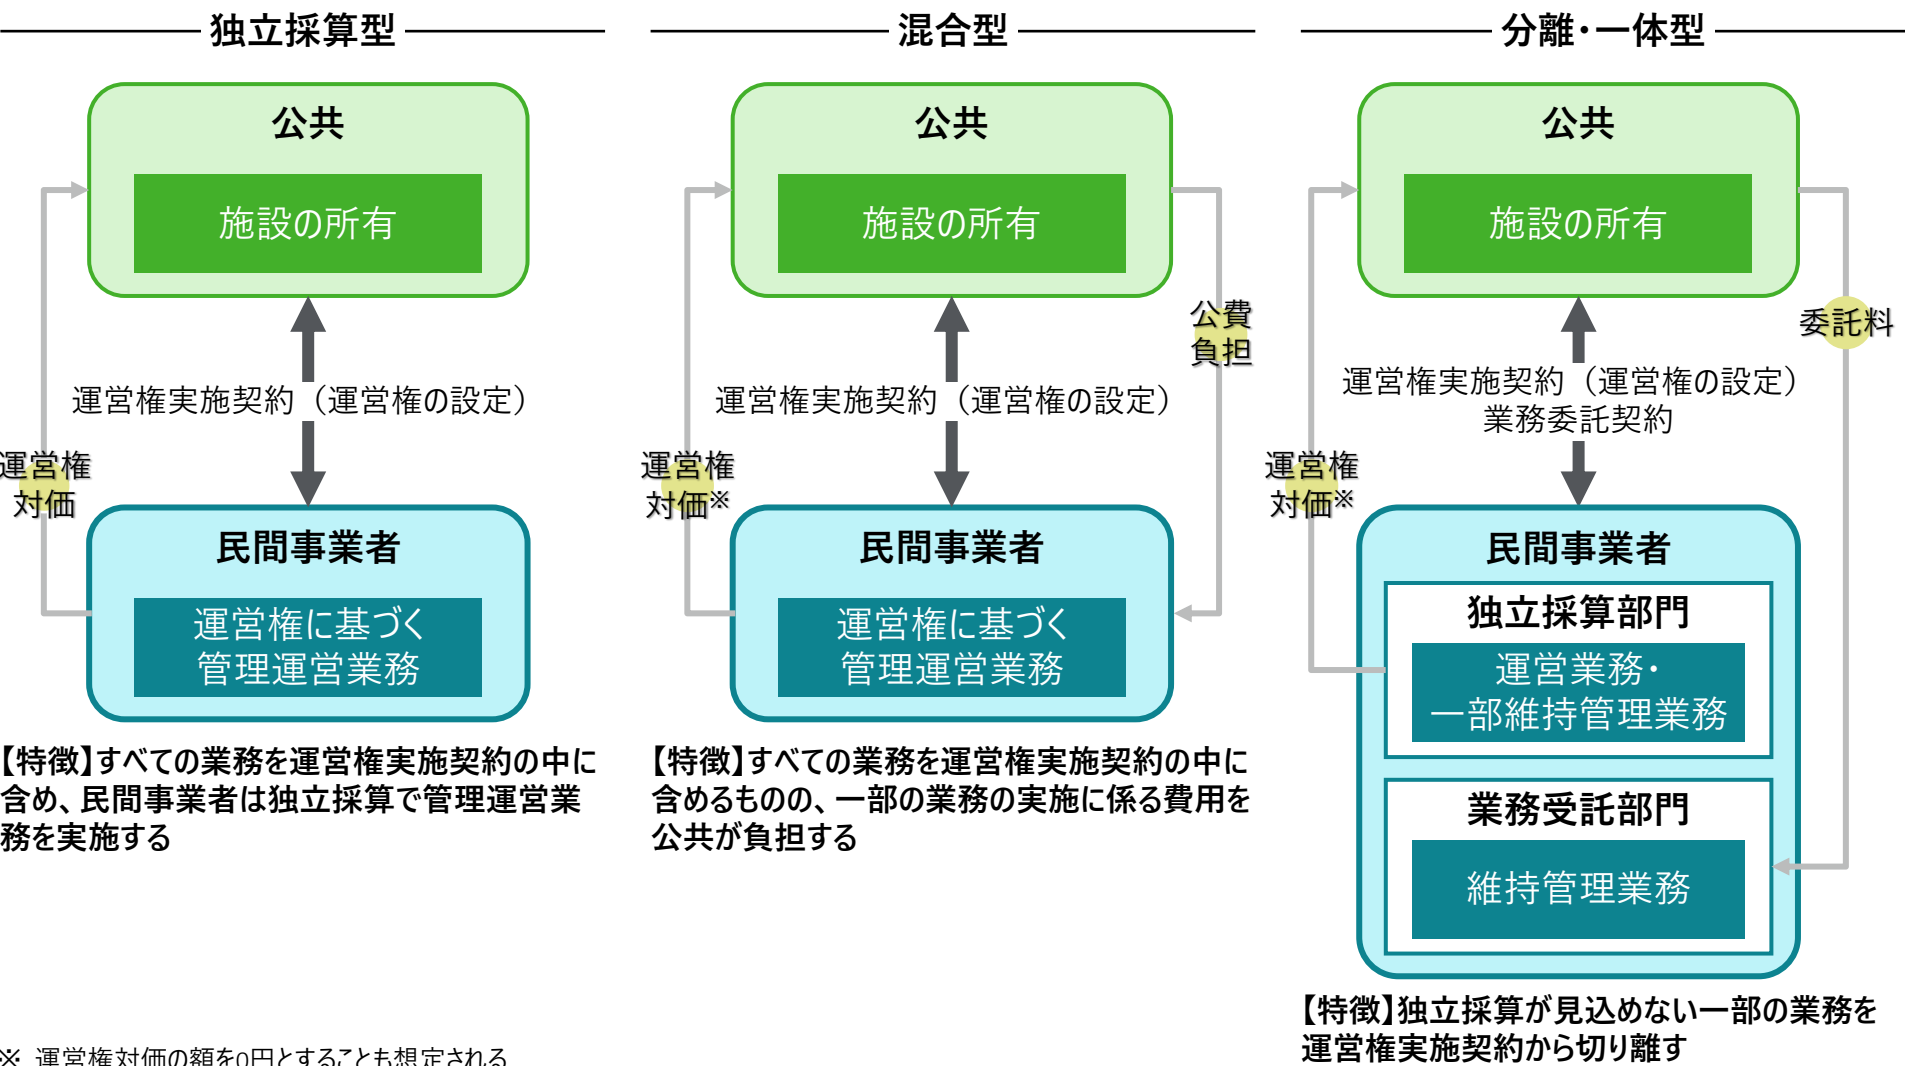 独立採算型
公共
施設の所有
運営権実施契約（運営権の設定）
運営権
対価
民間事業者
運営権に基づく
管理運営業務
【特徴】すべての業務を運営権実施契約の中に
含め、民間事業者は独立採算で管理運営業
務を実施する
混合型
公共
施設の所有
公費
負担
運営権実施契約（運営権の設定）
運営権
対価※
民間事業者
運営権に基づく
管理運営業務
【特徴】すべての業務を運営権実施契約の中に
含めるものの、一部の業務の実施に係る費用を
公共が負担する
分離・一体型
公共
施設の所有
委託料
運営権実施契約（運営権の設定）
業務委託契約
運営権
対価※
民間事業者
独立採算部門
運営業務・
一部維持管理業務
業務受託部門
維持管理業務
【特徴】独立採算が見込めない一部の業務を
運営権実施契約から切り離す
※ 運営権対価の額を0円とすることも想定される